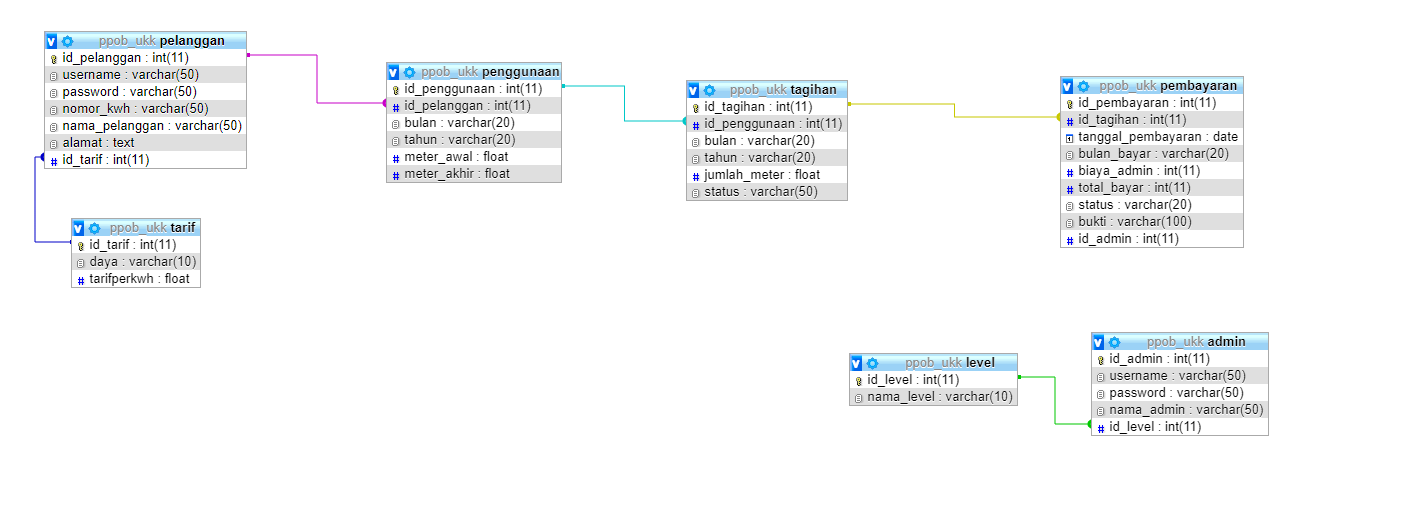 ppob_ukk pelanggan
id_pelanggan : int(11)
username : varchar(50)
password : varchar(50)
nomor_kwh : varchar(50)
nama_pelanggan : varchar(50)
alamat : text
id_tarif : int(11)
ppob_ukk tarif
id_tarif : int(11)
daya : varchar(10)
tarifperkwh : float
ppob_ukk penggunaan
id_penggunaan : int(11)
id_pelanggan : int(11)
bulan : varchar(20)
tahun : varchar(20)
meter_awal : float
meter_akhir : float
ppob_ukk tagihan
id_tagihan : int(11)
id_penggunaan : int(11)
bulan : varchar(20)
tahun : varchar(20)
jumlah_meter : float
status : varchar(50)
ppob_ukk pembayaran
id_pembayaran : int(11)
id_tagihan : int(11)
tanggal_pembayaran : date
bulan_bayar : varchar(20)
biaya_admin : int(11)
total_bayar : int(11)
status : varchar(20)
bukti : varchar(100)
id_admin : int(11)
ppob_ukk level
id_level : int(11)
nama_level : varchar(10)
ppob_ukk admin
id_admin : int(11)
username : varchar(50)
password : varchar(50)
nama_admin : varchar(50)
id_level : int(11)